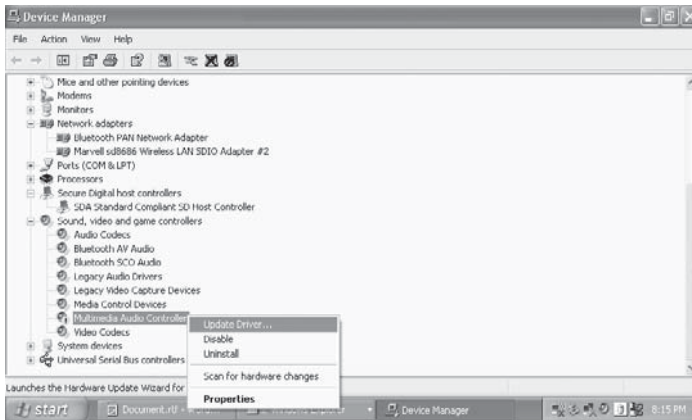 Device Manager
File Action View Help
Mice and other pointing devices
Modems
Monitors
Network adapters
Bluetooth PAN Network Adapter
Marvell sd8686 Wireless LAN SDIO Adapter #2
Ports (COM & LPT)
Processors
Secure Digital host controllers
SDA Standard Compliant SD Host Controller
Sound, video and game controllers
Audio Codecs
Bluetooth AV Audio
Bluetooth SCO Audio
Legacy Audio Drivers
Legacy Video Capture Devices
Media Control Devices
Multimedia Audio Controller
Update Driver...
Video Codecs
Disable
System devices
Uninstall
Universal Serial Bus controllers
Scan for hardware changes
Launches the Hardware Update Wizard for
Properties
start
Document.rtf -
Windows Explorer
Device Manager
8:15 PM